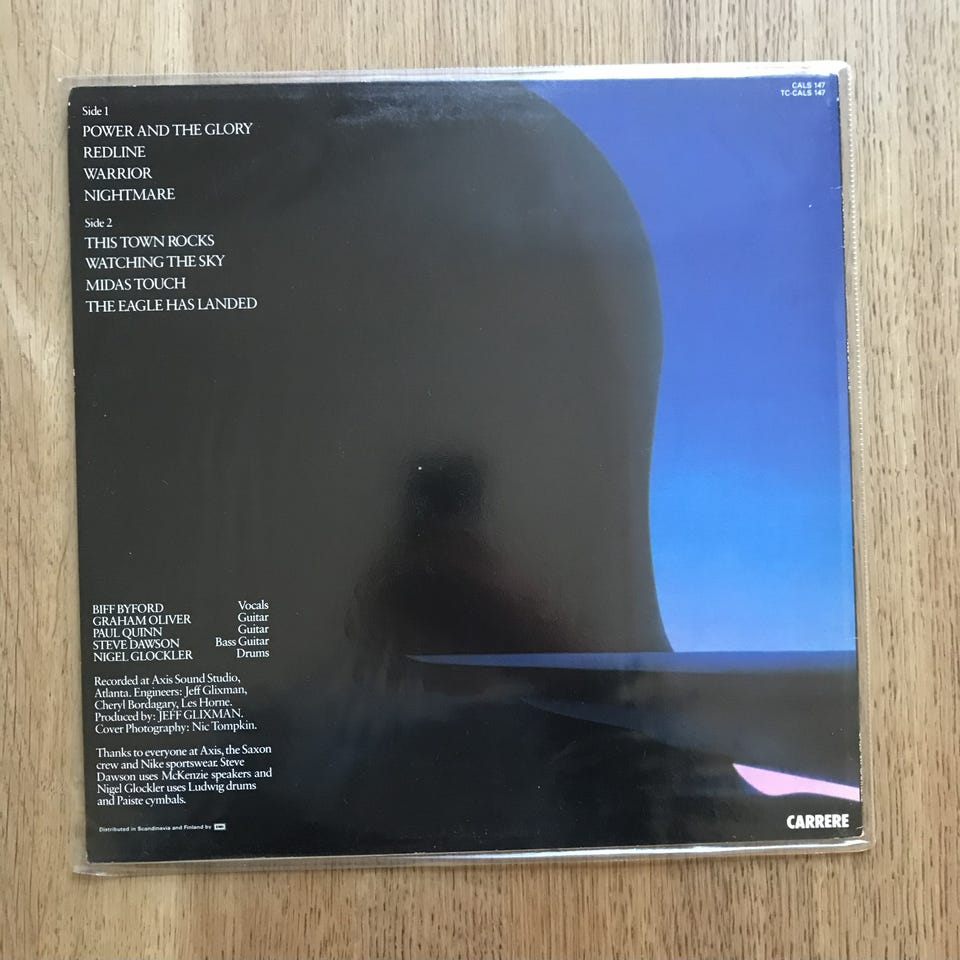 CALS 147
TC-CALS 147
Side 1
POWER AND THE GLORY
REDLINE
WARRIOR
NIGHTMARE
Side 2
THIS TOWN ROCKS
WATCHING THE SKY
MIDAS TOUCH
THE EAGLE HAS LANDED
BIFF BYFORD Vocals
GRAHAM OLIVER Guitar
PAUL QUINN Guitar
STEVE DAWSON Bass Guitar
NIGEL GLOCKLER Drums
Recorded at Axis Sound Studio,
Atlanta. Engineers: Jeff Glixman,
Cheryl Bordagary, Les Horne.
Produced by: JEFF GLIXMAN.
Cover Photography: Nic Tompkin.
Thanks to everyone at Axis, the Saxon
crew and Nike sportswear. Steve
Dawson uses McKenzie speakers and
Nigel Glockler uses Ludwig drums
and Paiste cymbals.
Distributed in Scandinavia and Finland by EMI
CARRERE